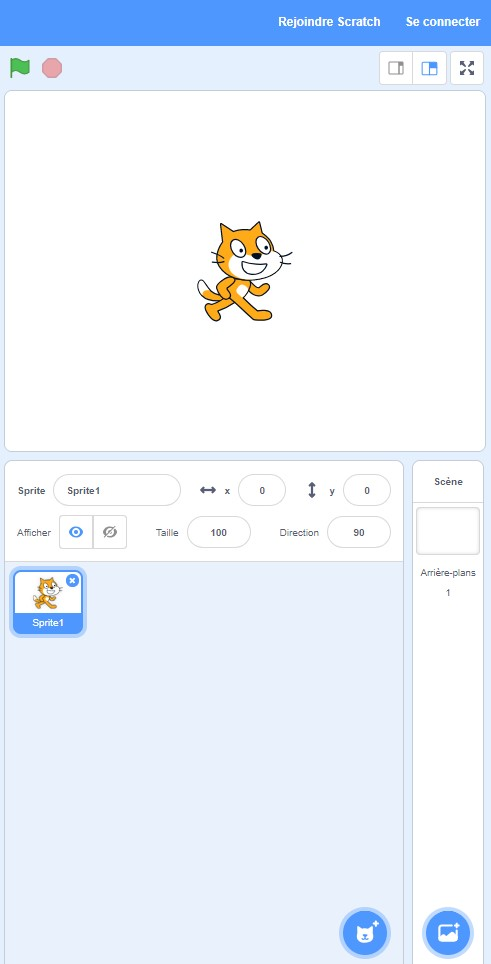 Rejoindre Scratch Se connecter
Sprite Sprite1 x 0 y 0
Afficher Taille 100 Direction 90
Sprite1
Scène
Arrière-plans
1